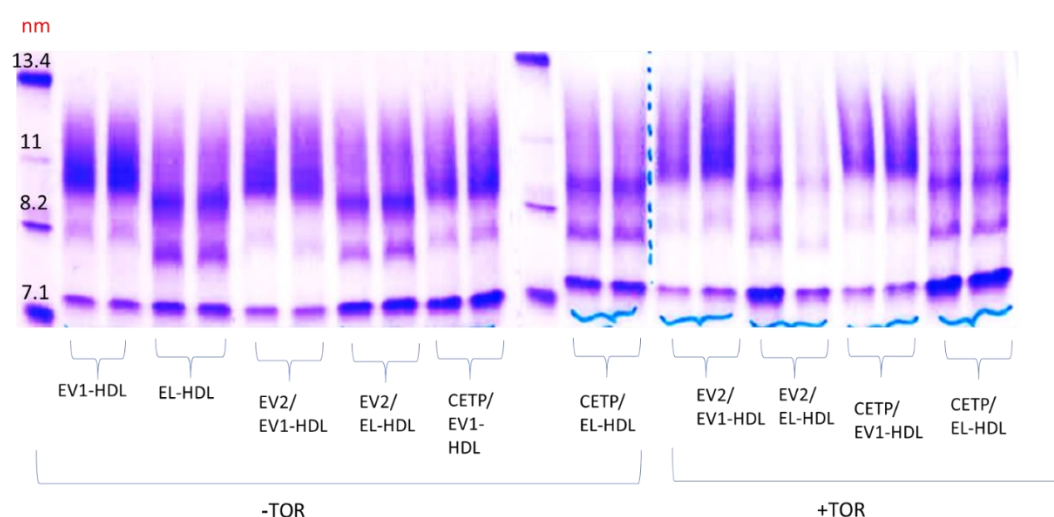 nm
13.4
11
8.2
7.1
EV1-HDL
EL-HDL
EV2/
EV1-HDL
EV2/
EL-HDL
CETP/
EV1-
HDL
CETP/
EL-HDL
EV2/
EV1-HDL
EV2/
EL-HDL
CETP/
EV1-HDL
CETP/
EL-HDL
-TOR
+TOR